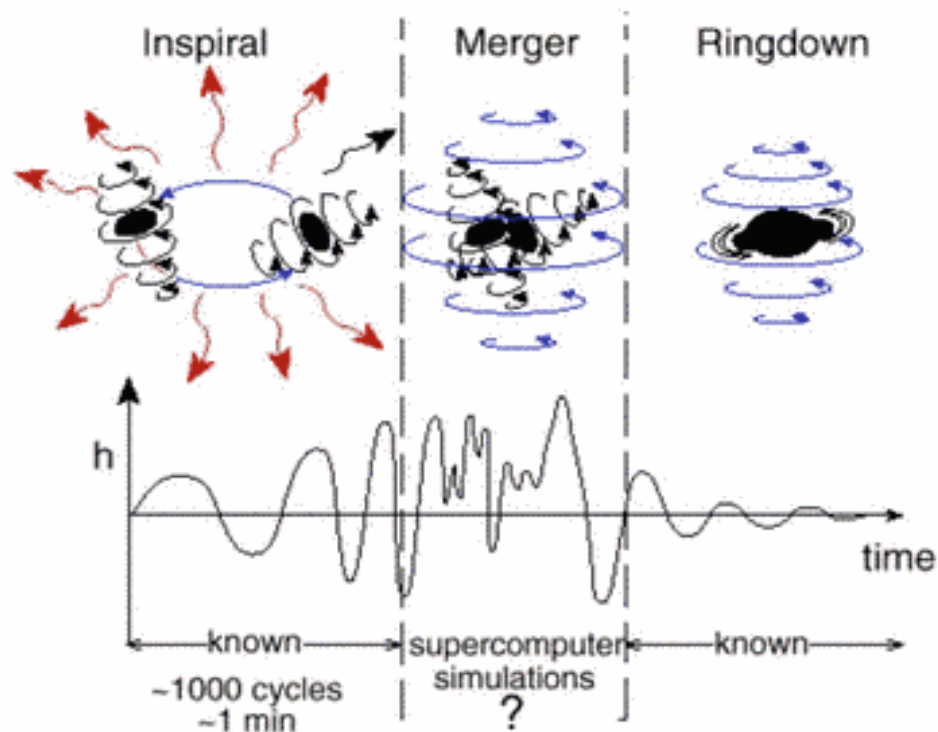 Inspiral
Merger
Ringdown
h
time
known
~1000 cycles
~1 min
supercomputer
simulations
?
known